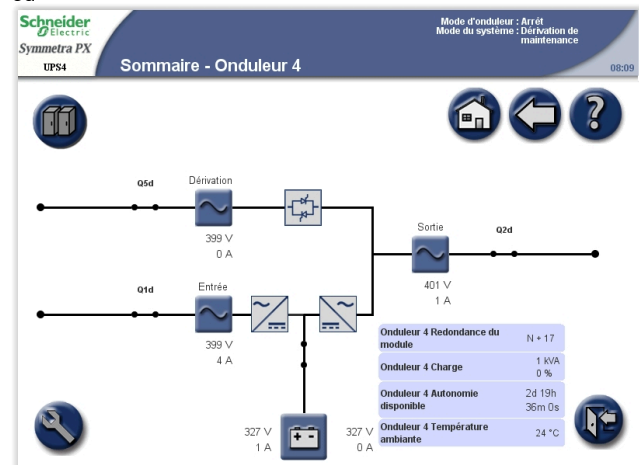 Schneider
Electric
Symmetra PX
UPS4
Sommaire - Onduleur 4
Mode d'onduleur : Arrêt
Mode du système : Dérivation de
maintenance
08:09
Q5d
Dérivation
399 V
0 A
Sortie
Q2d
401 V
1 A
Q1d
Entrée
399 V
4 A
Onduleur 4 Redondance du
module
N + 17
Onduleur 4 Charge
1 kVA
0 %
Onduleur 4 Autonomie
disponible
2d 19h
36m 0s
Onduleur 4 Température
ambiante
24 °C
327 V
1 A
327 V
0 A